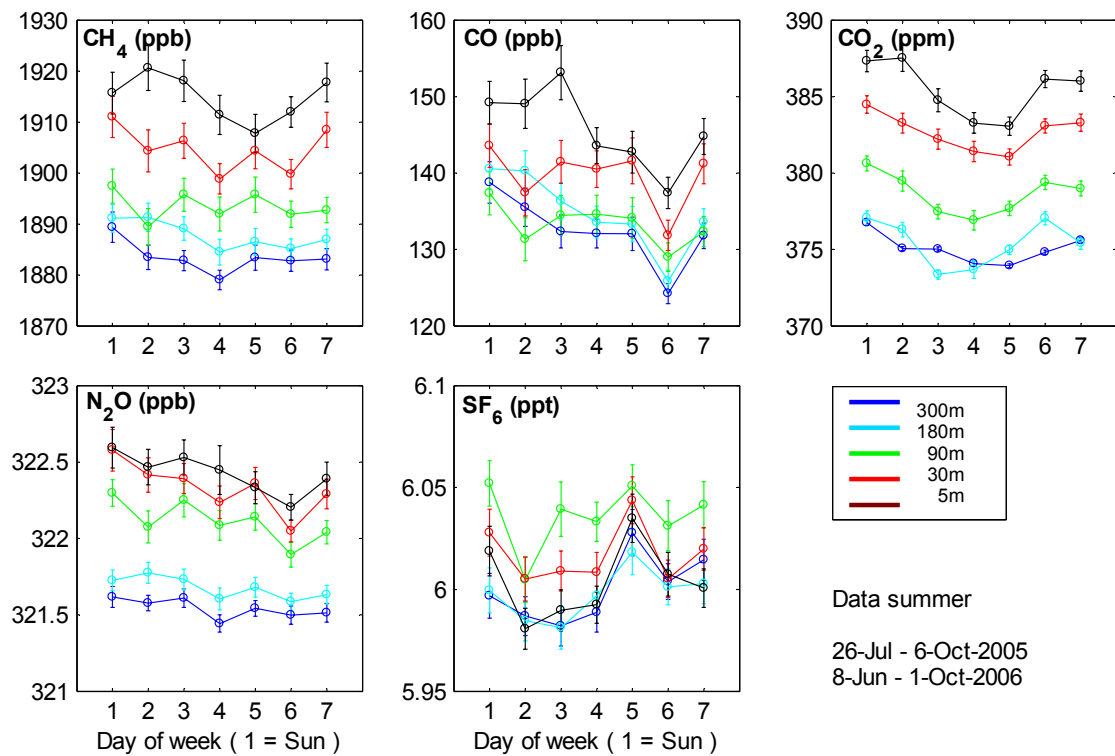 CH4 (ppb)
1930
1920
1910
1900
1890
1880
1870
1 2 3 4 5 6 7
CO (ppb)
160
150
140
130
120
1 2 3 4 5 6 7
CO2 (ppm)
390
385
380
375
370
1 2 3 4 5 6 7
N2O (ppb)
323
322.5
322
321.5
321
1 2 3 4 5 6 7
Day of week ( 1 = Sun )
SF6 (ppt)
6.1
6.05
6
5.95
1 2 3 4 5 6 7
Day of week ( 1 = Sun )
300m
180m
90m
30m
5m
Data summer
26-Jul - 6-Oct-2005
8-Jun - 1-Oct-2006